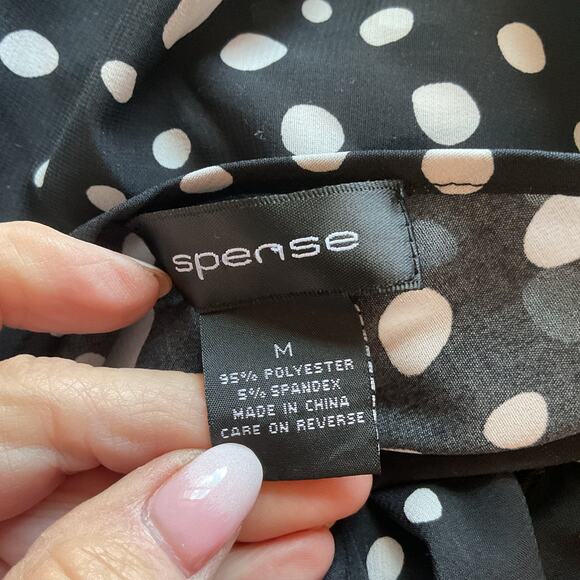 spense
M
95% POLYESTER
5% SPANDEX
MADE IN CHINA
CARE ON REVERSE